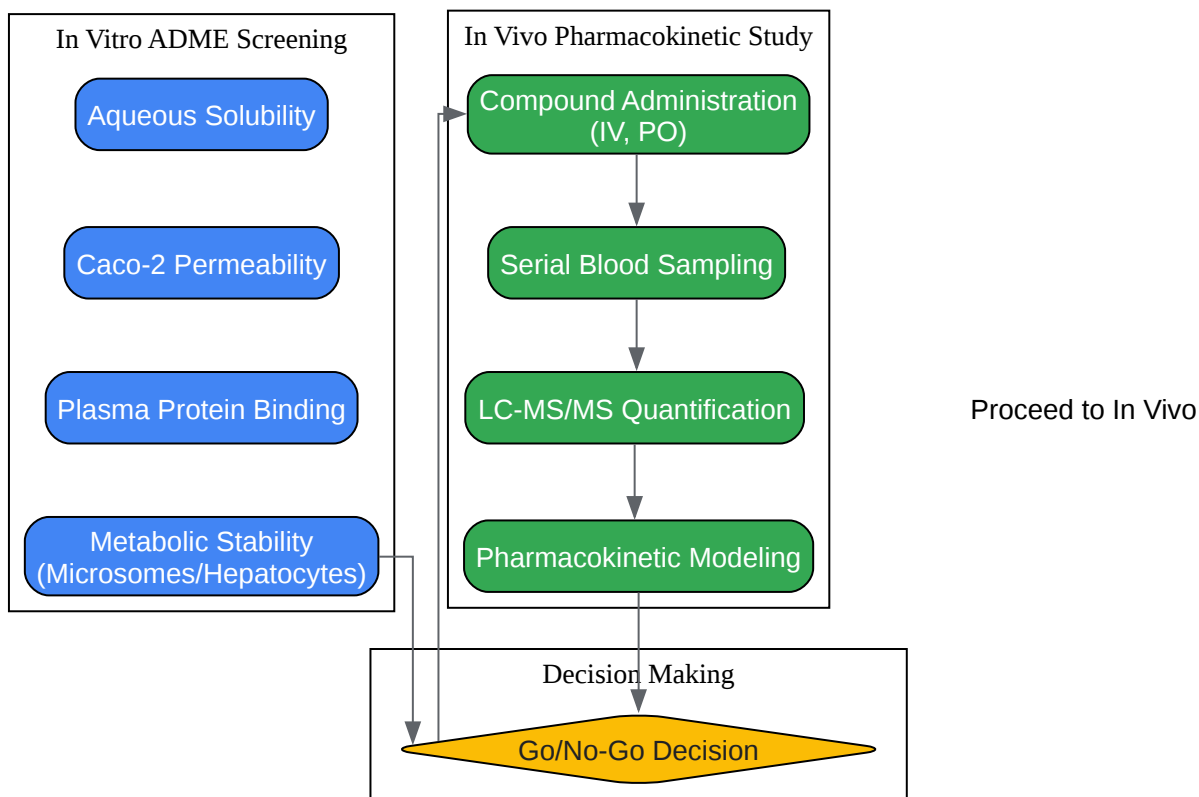 In Vitro ADME Screening
Aqueous Solubility
Caco-2 Permeability
Plasma Protein Binding
Metabolic Stability
(Microsomes/Hepatocytes)
In Vivo Pharmacokinetic Study
Compound Administration
(IV, PO)
Serial Blood Sampling
LC-MS/MS Quantification
Pharmacokinetic Modeling
Proceed to In Vivo
Decision Making
Go/No-Go Decision